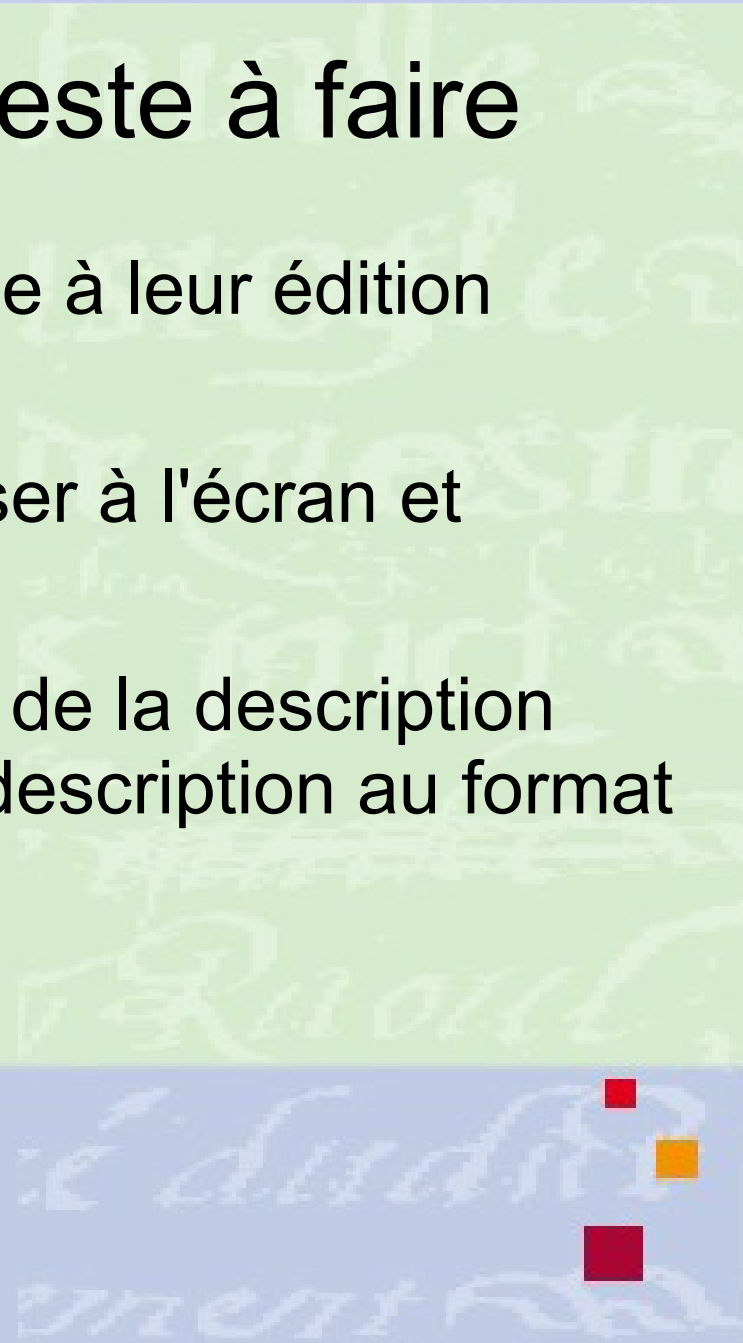 este à faire
e à leur édition
ser à l'écran et
de la description
description au format